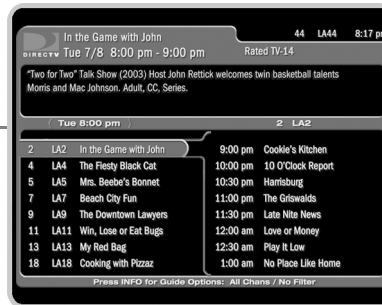 In the Game with John 44 LA44 8:17 pm
DIRECTV Tue 7/8 8:00 pm - 9:00 pm Rated TV-14
"Two for Two" Talk Show (2003) Host John Rettick welcomes twin basketball talents
Morris and Mac Johnson. Adult, CC, Series.
Tue 8:00 pm 2 LA2
2 LA2 In the Game with John 9:00 pm Cookie's Kitchen
4 LA4 The Fiesty Black Cat 10:00 pm 10 O'Clock Report
5 LA5 Mrs. Beebe's Bonnet 10:30 pm Harrisburg
7 LA7 Beach City Fun 11:00 pm The Griswalds
9 LA9 The Downtown Lawyers 11:30 pm Late Nite News
11 LA11 Win, Lose or Eat Bugs 12:00 am Love or Money
13 LA13 My Red Bag 12:30 am Play It Low
18 LA18 Cooking with Pizzaz 1:00 am No Place Like Home
Press INFO for Guide Options: All Chans / No Filter